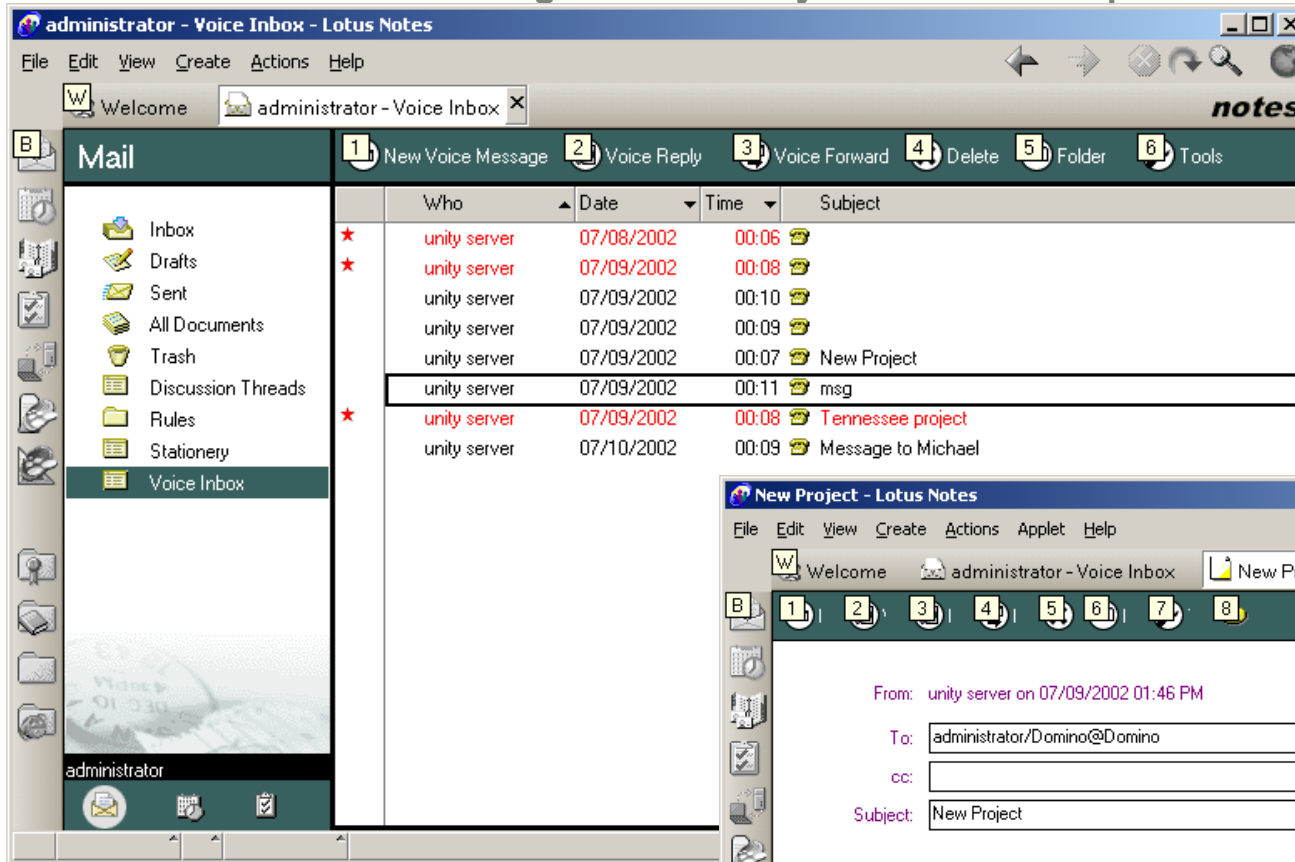 administrator - Voice Inbox - Lotus Notes
File Edit View Create Actions Help
W Welcome administrator - Voice Inbox
notes
B Mail 1 New Voice Message 2 Voice Reply 3 Voice Forward 4 Delete 5 Folder 6 Tools
Who Date Time Subject
Inbox
Drafts
Sent
All Documents
Trash
Discussion Threads
Rules
Stationery
Voice Inbox
unity server 07/08/2002 00:06
unity server 07/09/2002 00:08
unity server 07/09/2002 00:10
unity server 07/09/2002 00:09
unity server 07/09/2002 00:07 New Project
unity server 07/09/2002 00:11 msg
unity server 07/09/2002 00:08 Tennessee project
unity server 07/10/2002 00:09 Message to Michael
administrator
New Project - Lotus Notes
File Edit View Create Actions Applet Help
W Welcome administrator - Voice Inbox New P
B 1 2 3 4 5 6 7 8
From: unity server on 07/09/2002 01:46 PM
To: administrator/Domino@Domino
cc:
Subject: New Project